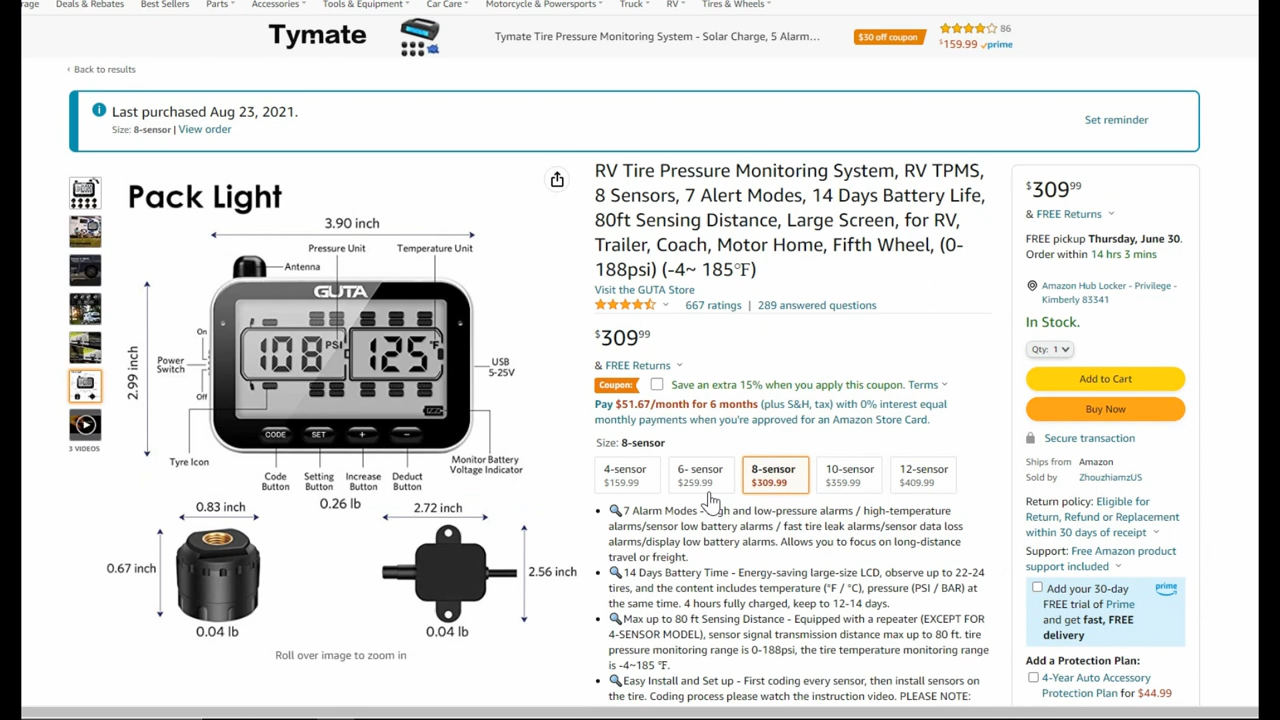 rage Deals & Rebates Best Sellers Parts Accessories Tools & Equipment Car Care Motorcycle & Powersports Truck RV Tires & Wheels
Tymate
Tymate Tire Pressure Monitoring System - Solar Charge, 5 Alarm…
$30 off coupon
86
$159.99 prime
‹ Back to results
Last purchased Aug 23, 2021.
Size: 8-sensor | View order
Set reminder
3 VIDEOS
Pack Light
3.90 inch
Pressure Unit
Temperature Unit
Antenna
GUTA
On
Power Switch
Off
2.99 inch
108 PSI
125 °F
USB
5-25V
CODE SET + −
Tyre Icon
Code Button
Setting Button
Increase Button
Deduct Button
Monitor Battery
Voltage Indicator
0.26 lb
0.83 inch
2.72 inch
0.67 inch
2.56 inch
0.04 lb
0.04 lb
Roll over image to zoom in
RV Tire Pressure Monitoring System, RV TPMS,
8 Sensors, 7 Alert Modes, 14 Days Battery Life,
80ft Sensing Distance, Large Screen, for RV,
Trailer, Coach, Motor Home, Fifth Wheel, (0-
188psi) (-4~ 185℉)
Visit the GUTA Store
667 ratings | 289 answered questions
$309 99
& FREE Returns
Coupon: Save an extra 15% when you apply this coupon. Terms
Pay $51.67/month for 6 months (plus S&H, tax) with 0% interest equal
monthly payments when you're approved for an Amazon Store Card.
Size: 8-sensor
4-sensor $159.99
6- sensor $259.99
8-sensor $309.99
10-sensor $359.99
12-sensor $409.99
• 🔍7 Alarm Modes - and low-pressure alarms / high-temperature
alarms/sensor low battery alarms / fast tire leak alarms/sensor data loss
alarms/display low battery alarms. Allows you to focus on long-distance
travel or freight.
• 🔍14 Days Battery Time - Energy-saving large-size LCD, observe up to 22-24
tires, and the content includes temperature (°F / °C), pressure (PSI / BAR) at
the same time. 4 hours fully charged, keep to 12-14 days.
• 🔍Max up to 80 ft Sensing Distance - Equipped with a repeater (EXCEPT FOR
4-SENSOR MODEL), sensor signal transmission distance max up to 80 ft. tire
pressure monitoring range is 0-188psi, the tire temperature monitoring range
is -4~185 ℉.
• 🔍Easy Install and Set up - First coding every sensor, then install sensors on
the tire. Coding process please watch the instruction video. PLEASE NOTE:
$309 99
& FREE Returns
FREE pickup Thursday, June 30.
Order within 14 hrs 3 mins
Amazon Hub Locker - Privilege -
Kimberly 83341
In Stock.
Qty: 1
Add to Cart
Buy Now
Secure transaction
Ships from Amazon
Sold by ZhouzhiamzUS
Return policy: Eligible for
Return, Refund or Replacement
within 30 days of receipt
Support: Free Amazon product
support included
Add your 30-day prime
FREE trial of Prime
and get fast, FREE
delivery
Add a Protection Plan:
4-Year Auto Accessory
Protection Plan for $44.99